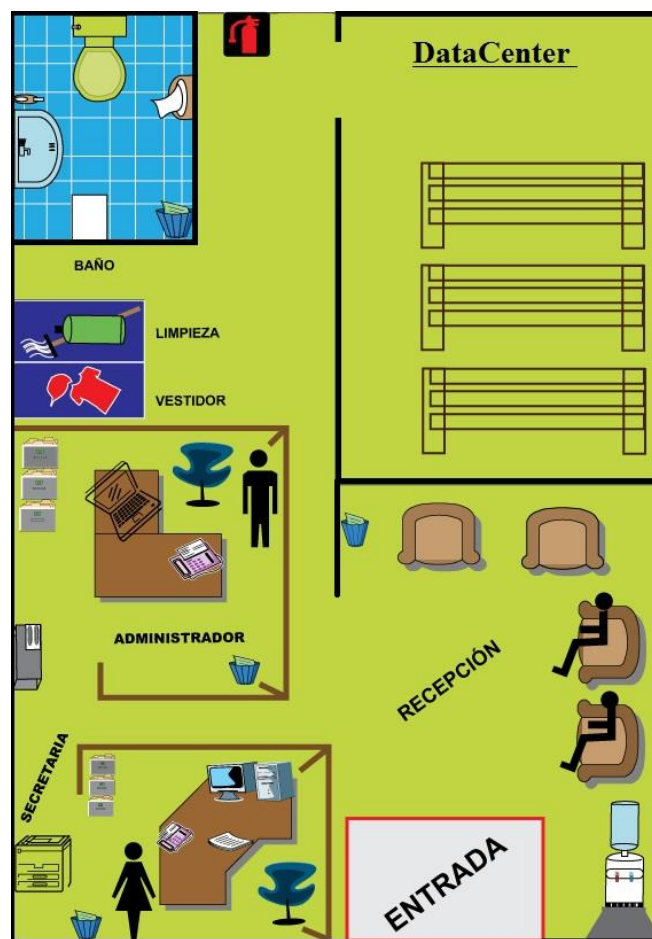 DataCenter
BAÑO
LIMPIEZA
VESTIDOR
ADMINISTRADOR
RECEPCIÓN
SECRETARIA
ENTRADA